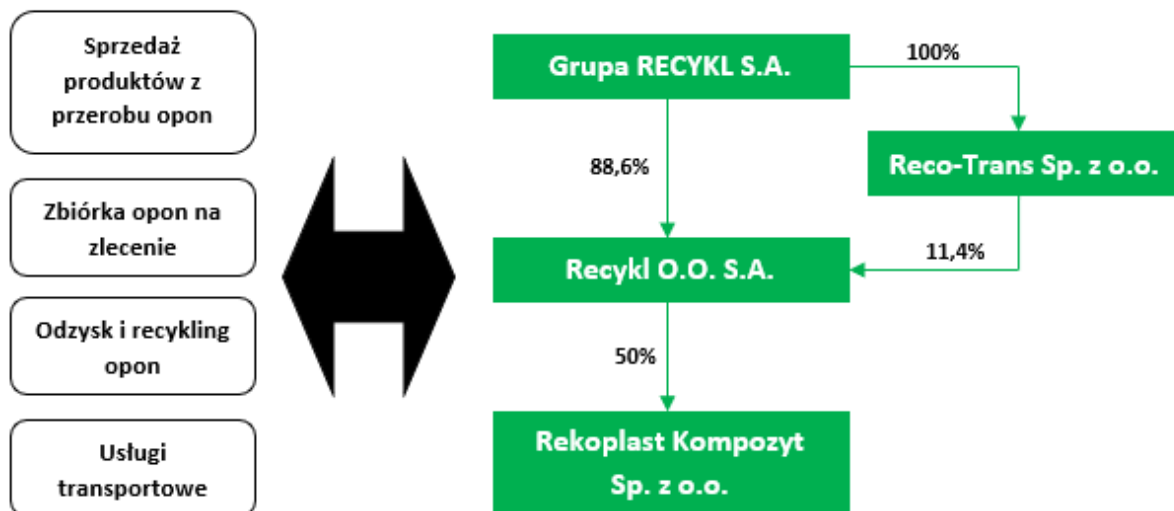 Sprzedaż
produktów z
przerobu opon
Zbiórka opon na
zlecenie
Odzysk i recykling
opon
Usługi
transportowe
Grupa RECYKL S.A.
100%
88,6%
Reco-Trans Sp. z o.o.
Recykl O.O. S.A.
11,4%
50%
Rekoplast Kompozyt
Sp. z o.o.